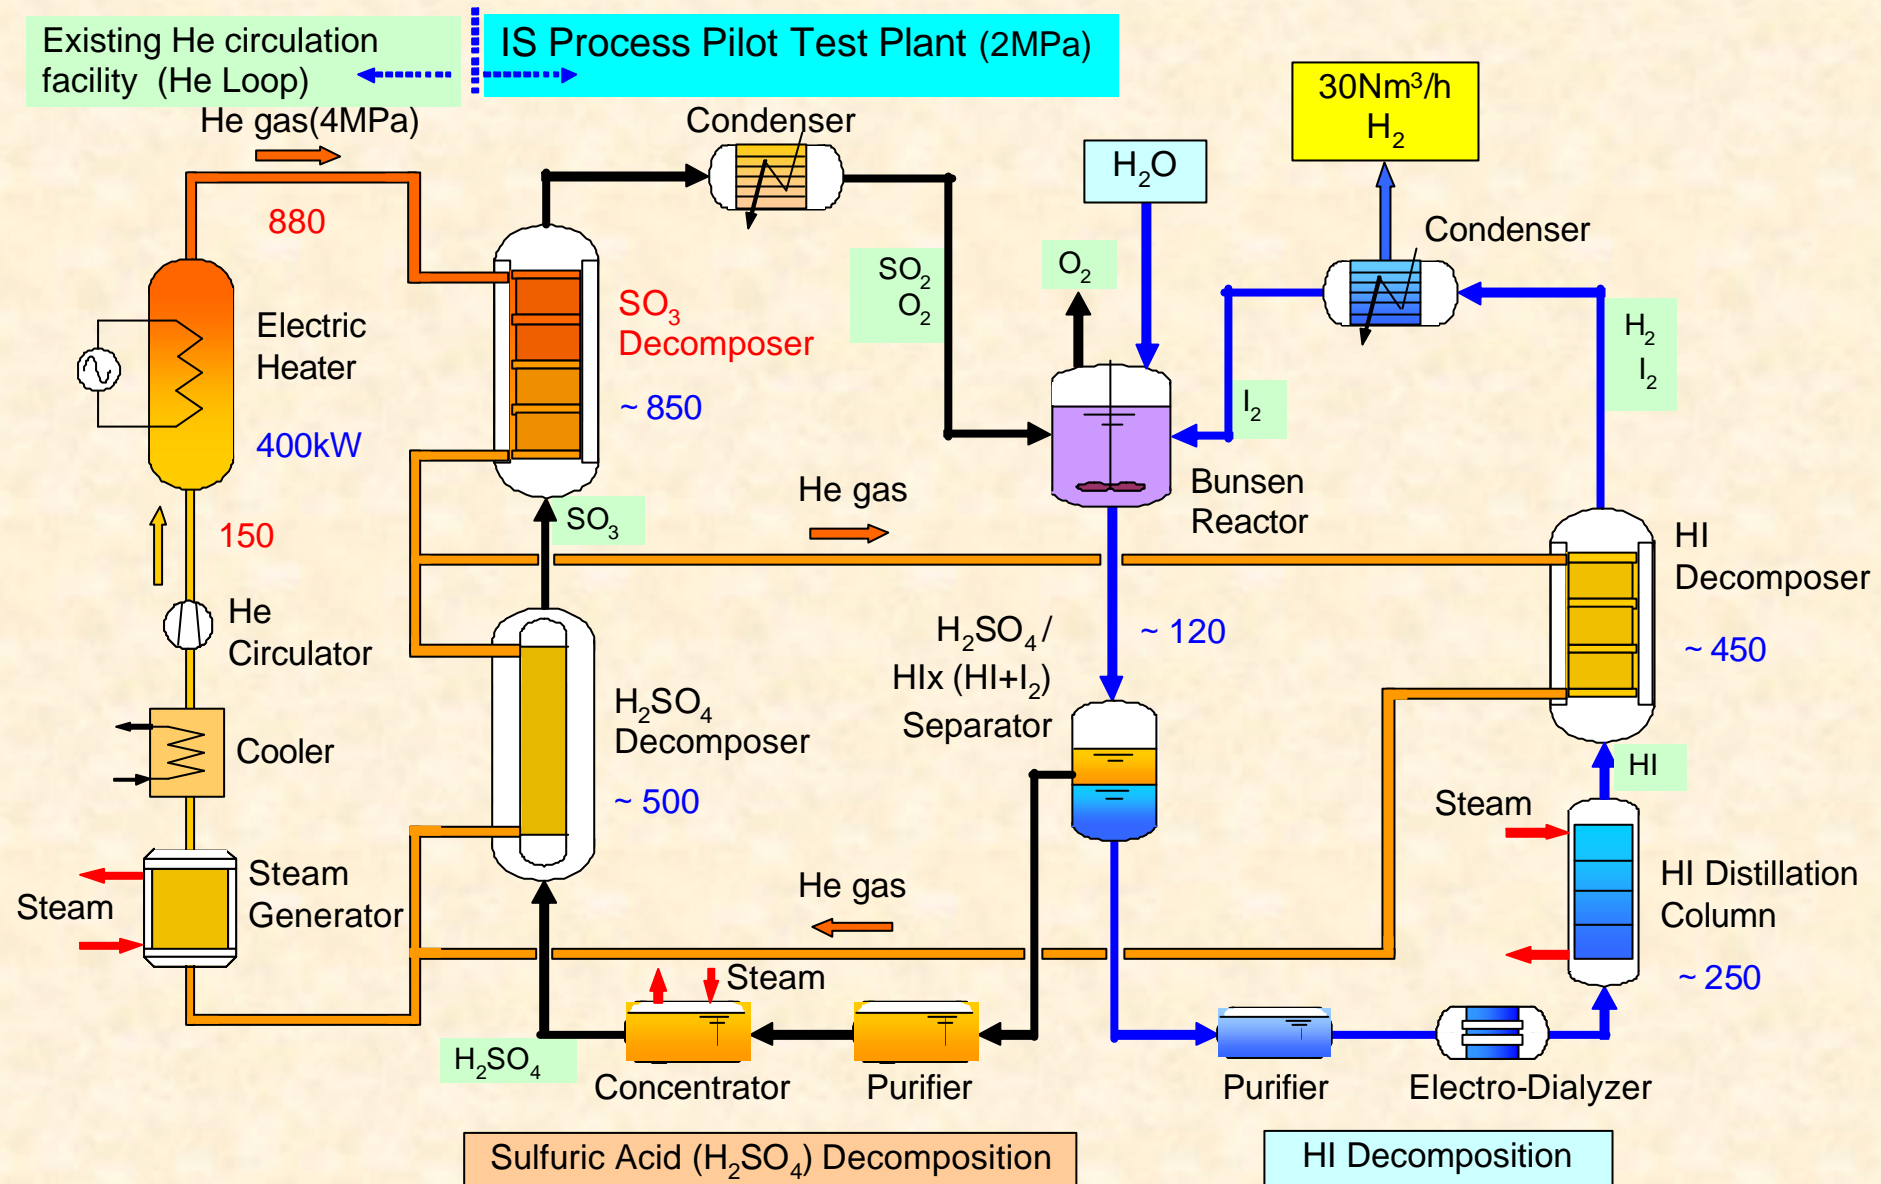 Existing He circulation
facility (He Loop)
IS Process Pilot Test Plant (2MPa)
He gas(4MPa)
Condenser
30Nm³/h
H₂
H₂O
880
Condenser
SO₂
O₂
O₂
SO₃
Decomposer
~ 850
Electric
Heater
400kW
H₂
I₂
I₂
Bunsen
Reactor
He gas
SO₃
150
HI
Decomposer
~ 450
He
Circulator
H₂SO₄ /
HIx (HI+I₂)
Separator
~ 120
H₂SO₄
Decomposer
~ 500
Cooler
HI
Steam
Steam
Generator
Steam
He gas
HI Distillation
Column
~ 250
Steam
H₂SO₄
Concentrator
Purifier
Purifier
Electro-Dialyzer
Sulfuric Acid (H₂SO₄) Decomposition
HI Decomposition